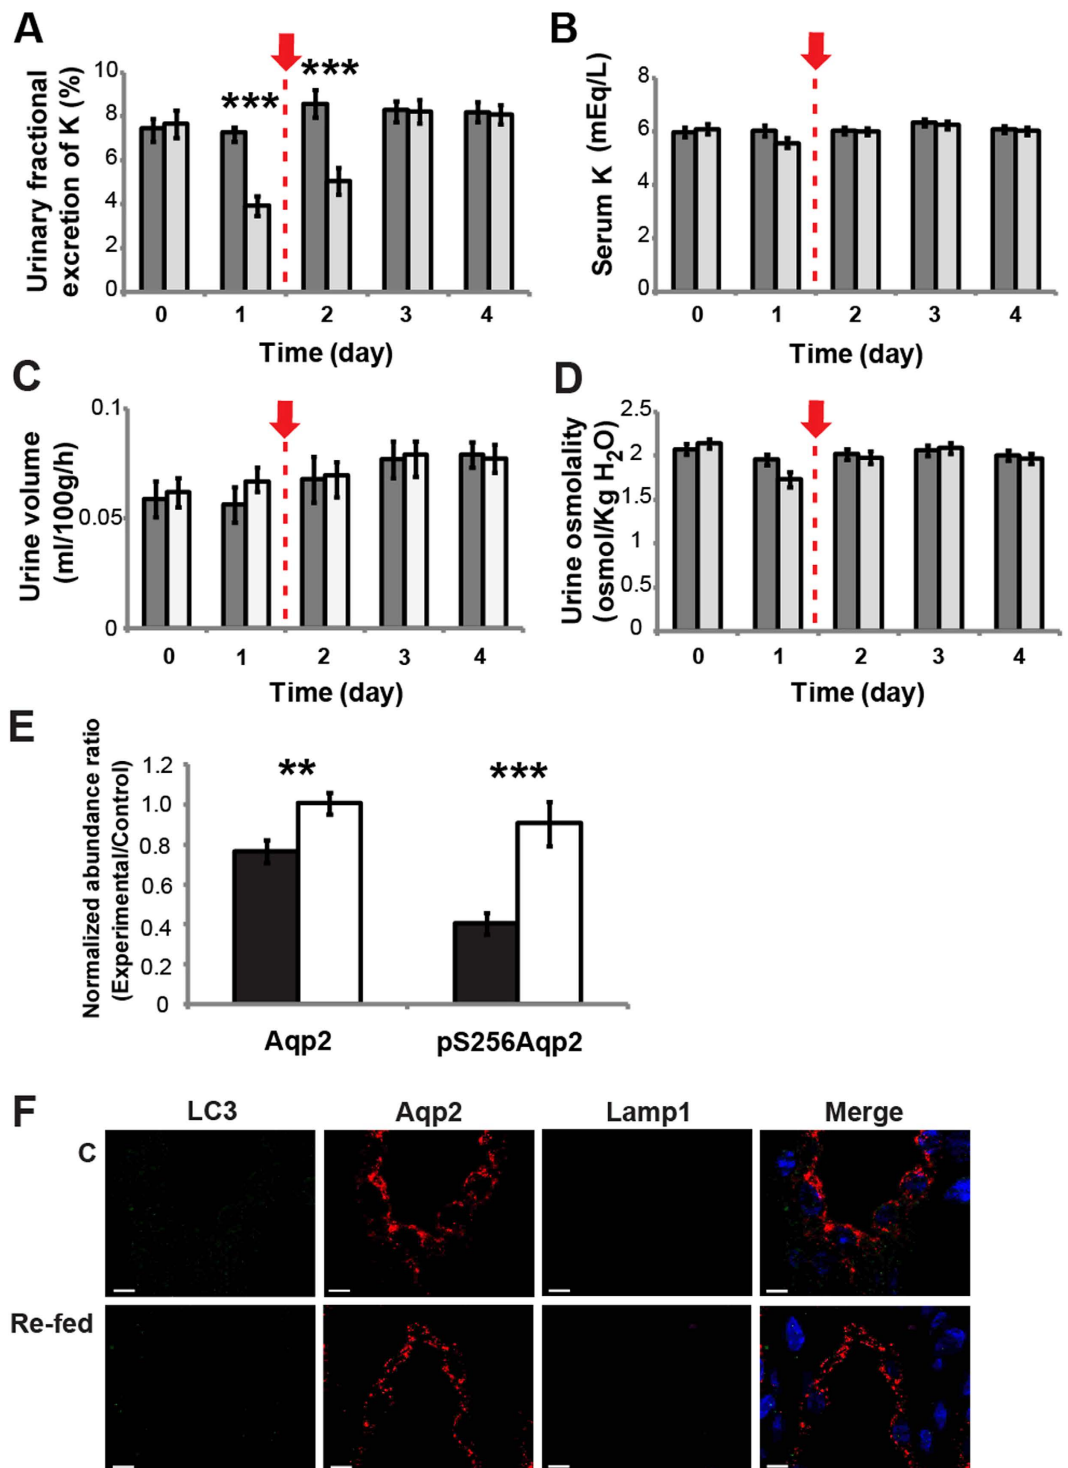 A
Urinary fractional
excretion of K (%)
10
8
6
4
2
0
***
***
0 1 2 3 4
Time (day)
B
Serum K (mEq/L)
8
6
4
2
0
0 1 2 3 4
Time (day)
C
Urine volume
(ml/100g/h)
0.1
0.05
0
0 1 2 3 4
Time (day)
D
Urine osmolality
(osmol/Kg H₂O)
2.5
2
1.5
1
0.5
0
0 1 2 3 4
Time (day)
E
Normalized abundance ratio
(Experimental/Control)
1.2
1.0
0.8
0.6
0.4
0.2
0
**
***
Aqp2 pS256Aqp2
F
LC3 Aqp2 Lamp1 Merge
C
Re-fed